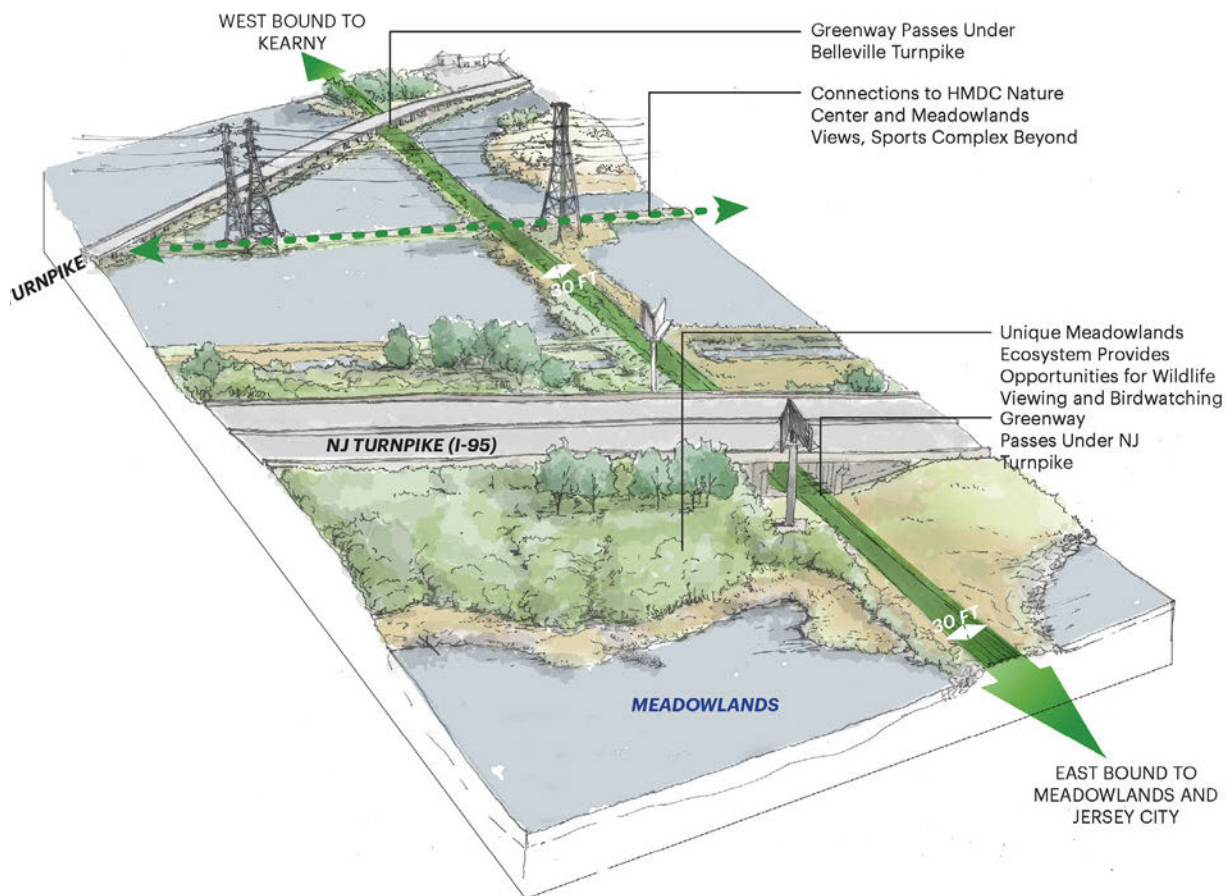 WEST BOUND TO
KEARNY
Greenway Passes Under
Belleville Turnpike
Connections to HMDC Nature
Center and Meadowlands
Views, Sports Complex Beyond
URNPIKE
30 FT
Unique Meadowlands
Ecosystem Provides
Opportunities for Wildlife
Viewing and Birdwatching
Greenway
Passes Under NJ
Turnpike
NJ TURNPIKE (I-95)
30 FT
MEADOWLANDS
EAST BOUND TO
MEADOWLANDS AND
JERSEY CITY